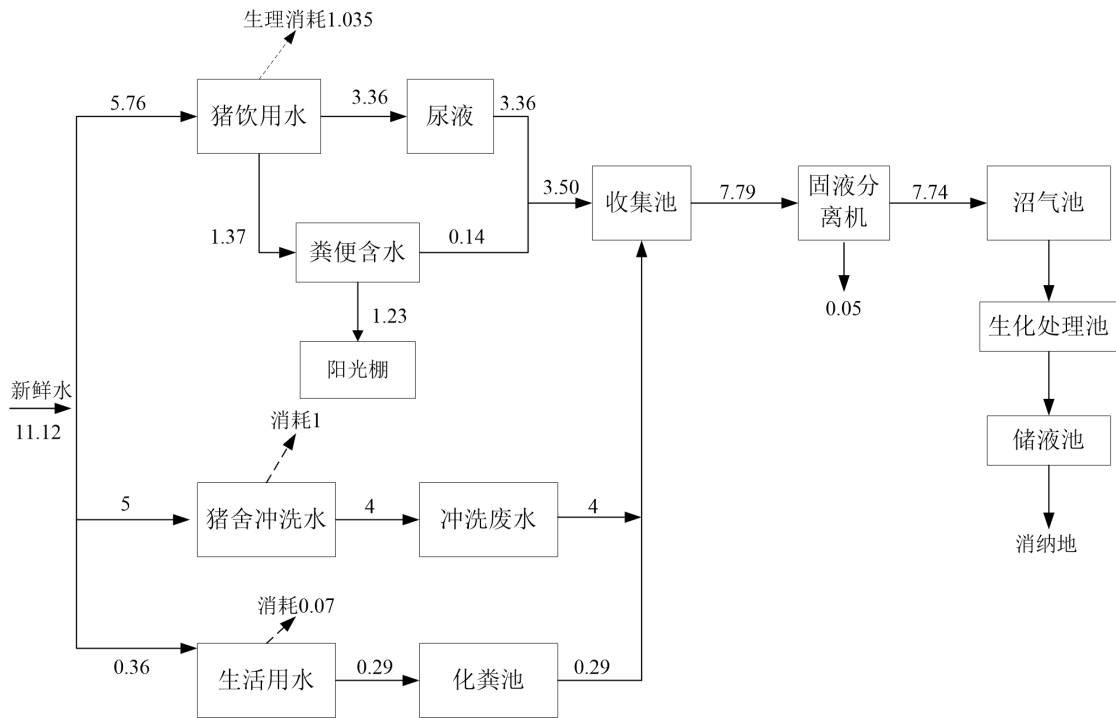 生理消耗1.035
5.76
猪饮用水
3.36
尿液
3.36
1.37
粪便含水
0.14
3.50
收集池
7.79
固液分
离机
7.74
沼气池
1.23
阳光棚
0.05
生化处理池
新鲜水
11.12
消耗1
储液池
5
猪舍冲洗水
4
冲洗废水
4
消纳地
消耗0.07
0.36
生活用水
0.29
化粪池
0.29